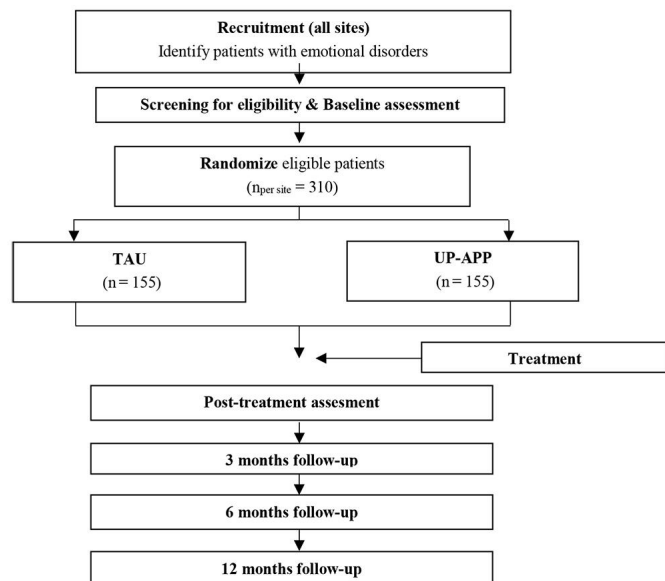 Recruitment (all sites)
Identify patients with emotional disorders
Screening for eligibility & Baseline assessment
Randomize eligible patients
(nper site = 310)
TAU
(n = 155)
UP-APP
(n = 155)
Treatment
Post-treatment assesment
3 months follow-up
6 months follow-up
12 months follow-up